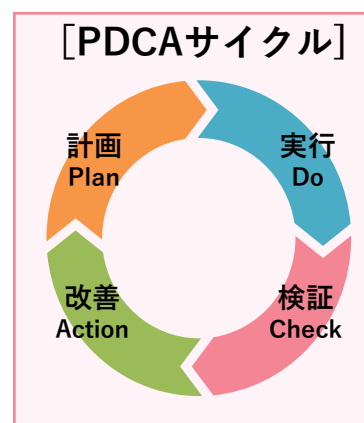 [PDCAサイクル]
計画
Plan
実行
Do
検証
Check
改善
Action